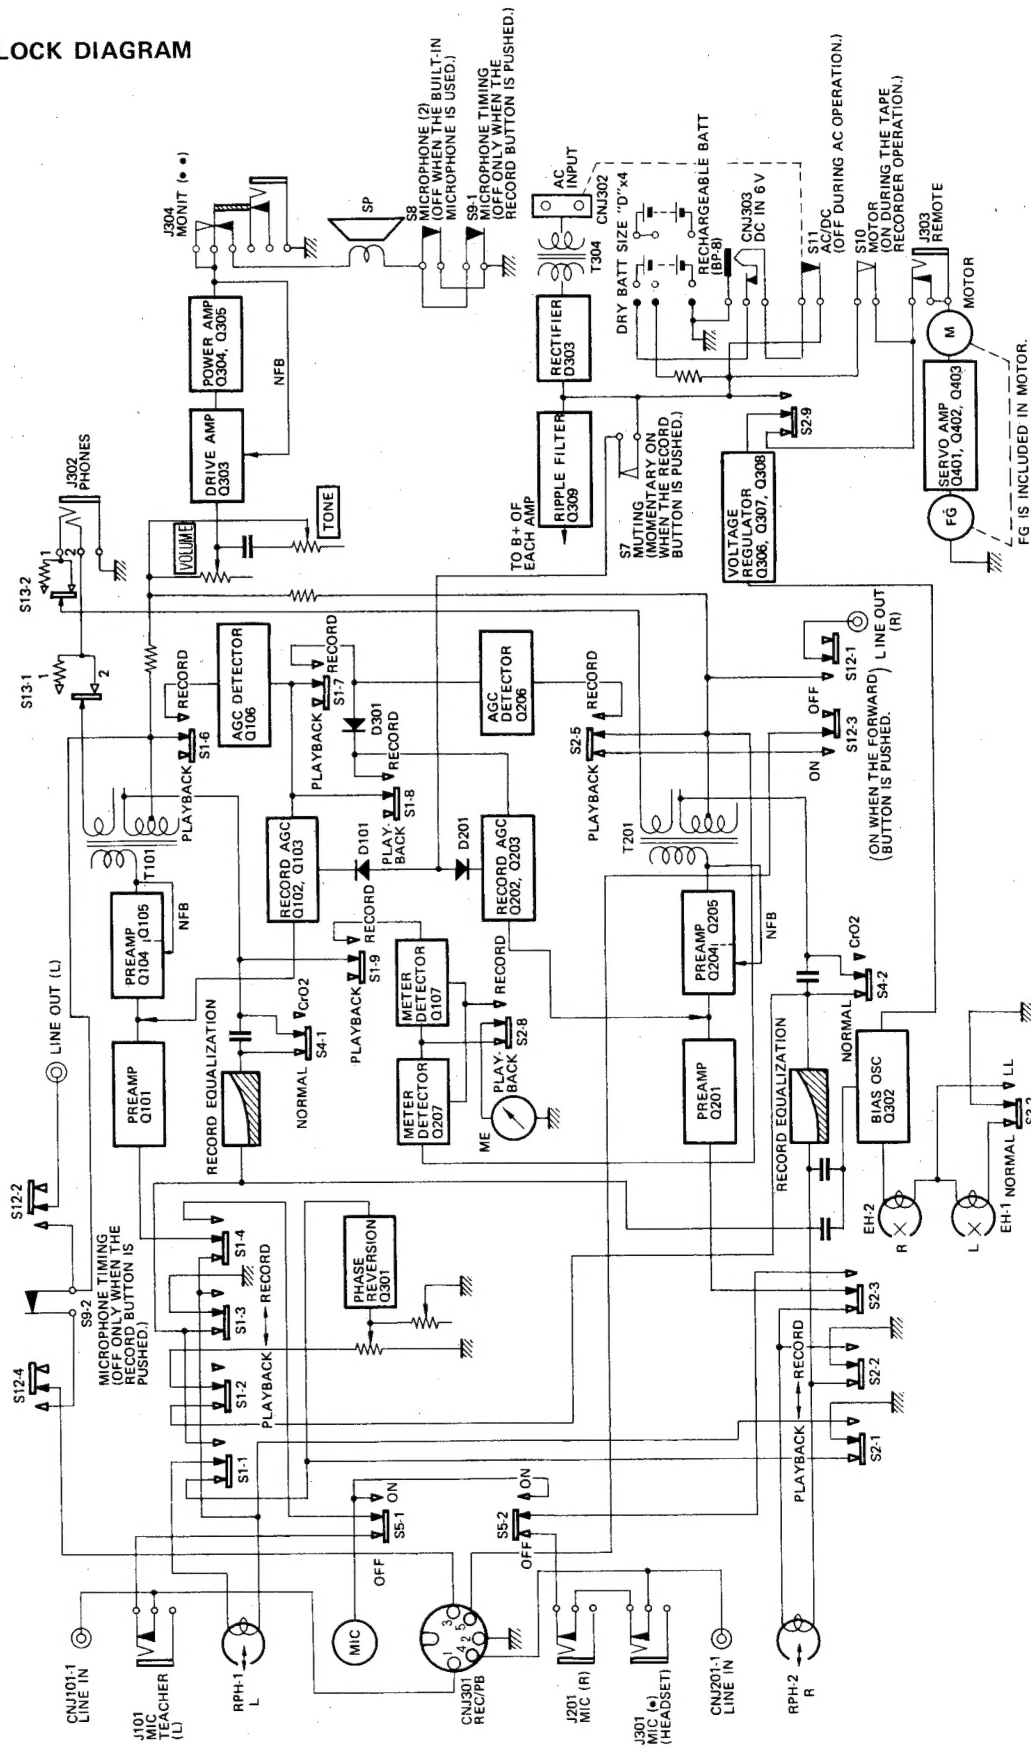 LOCK DIAGRAM
J304
MONIT (● ●)
SP
S8
MICROPHONE (2)
(OFF WHEN THE BUILT-IN
MICROPHONE IS USED.)
S9-1
MICROPHONE TIMING
(OFF ONLY WHEN THE
RECORD BUTTON IS PUSHED.)
POWER AMP
Q304, Q305
NFB
DRIVE AMP
Q303
J302
PHONES
S13-2
1
2
S13-1
1
2
VOLUME
TONE
AC
INPUT
CNJ302
T304
RECTIFIER
D303
RIPPLE FILTER
Q309
TO B + OF
EACH AMP
DRY BATT SIZE "D"x4
RECHARGEABLE BATT
(BP-8)
CNJ303
DC IN 6 V
S11
AC/DC
(OFF DURING AC OPERATION.)
S10
MOTOR
(ON DURING THE TAPE
RECORDER OPERATION.)
J303
REMOTE
S7
MUTING
(MOMENTARY ON
WHEN THE RECORD
BUTTON IS PUSHED.)
S2-9
VOLTAGE
REGULATOR
Q306, Q307, Q308
M
MOTOR
SERVO AMP
Q401, Q402, Q403
FG
FG IS INCLUDED IN MOTOR.
LINE OUT (L)
T101
PREAMP
Q104 Q105
NFB
PREAMP
Q101
PLAYBACK
RECORD
S1-6
AGC DETECTOR
Q106
PLAYBACK
RECORD
S1-7
D301
RECORD
S1-8
PLAY-
BACK
AGC
DETECTOR
Q206
RECORD
PLAYBACK
S2-5
RECORD AGC
Q102, Q103
D101
D201
RECORD AGC
Q202, Q203
RECORD EQUALIZATION
CrO2
S4-1
NORMAL
RECORD
S1-9
PLAYBACK
METER
DETECTOR
Q107
METER
DETECTOR
Q207
RECORD
S2-8
PLAY-
BACK
ME
T201
PREAMP
Q204 Q205
NFB
PREAMP
Q201
OFF
S12-3
ON
S12-1
LINE OUT
(R)
(ON WHEN THE FORWARD
BUTTON IS PUSHED.)
RECORD EQUALIZATION
CrO2
S4-2
NORMAL
BIAS OSC
Q302
EH-2
R
L
EH-1
NORMAL
LL
S3-2
S12-2
S9-2
MICROPHONE TIMING
(OFF ONLY WHEN THE
RECORD BUTTON IS
PUSHED.)
S12-4
S1-4
S1-3
S1-2
S1-1
PLAYBACK
RECORD
PHASE
REVERSION
Q301
S2-3
S2-2
S2-1
PLAYBACK
RECORD
ON
S5-1
OFF
ON
S5-2
OFF
CNJ101-1
LINE IN
J101
MIC
TEACHER
(L)
RPH-1
L
MIC
1
4
2
5
3
CNJ301
REC/PB
J201
MIC (R)
J301
MIC (●)
(HEADSET)
CNJ201-1
LINE IN
RPH-2
R